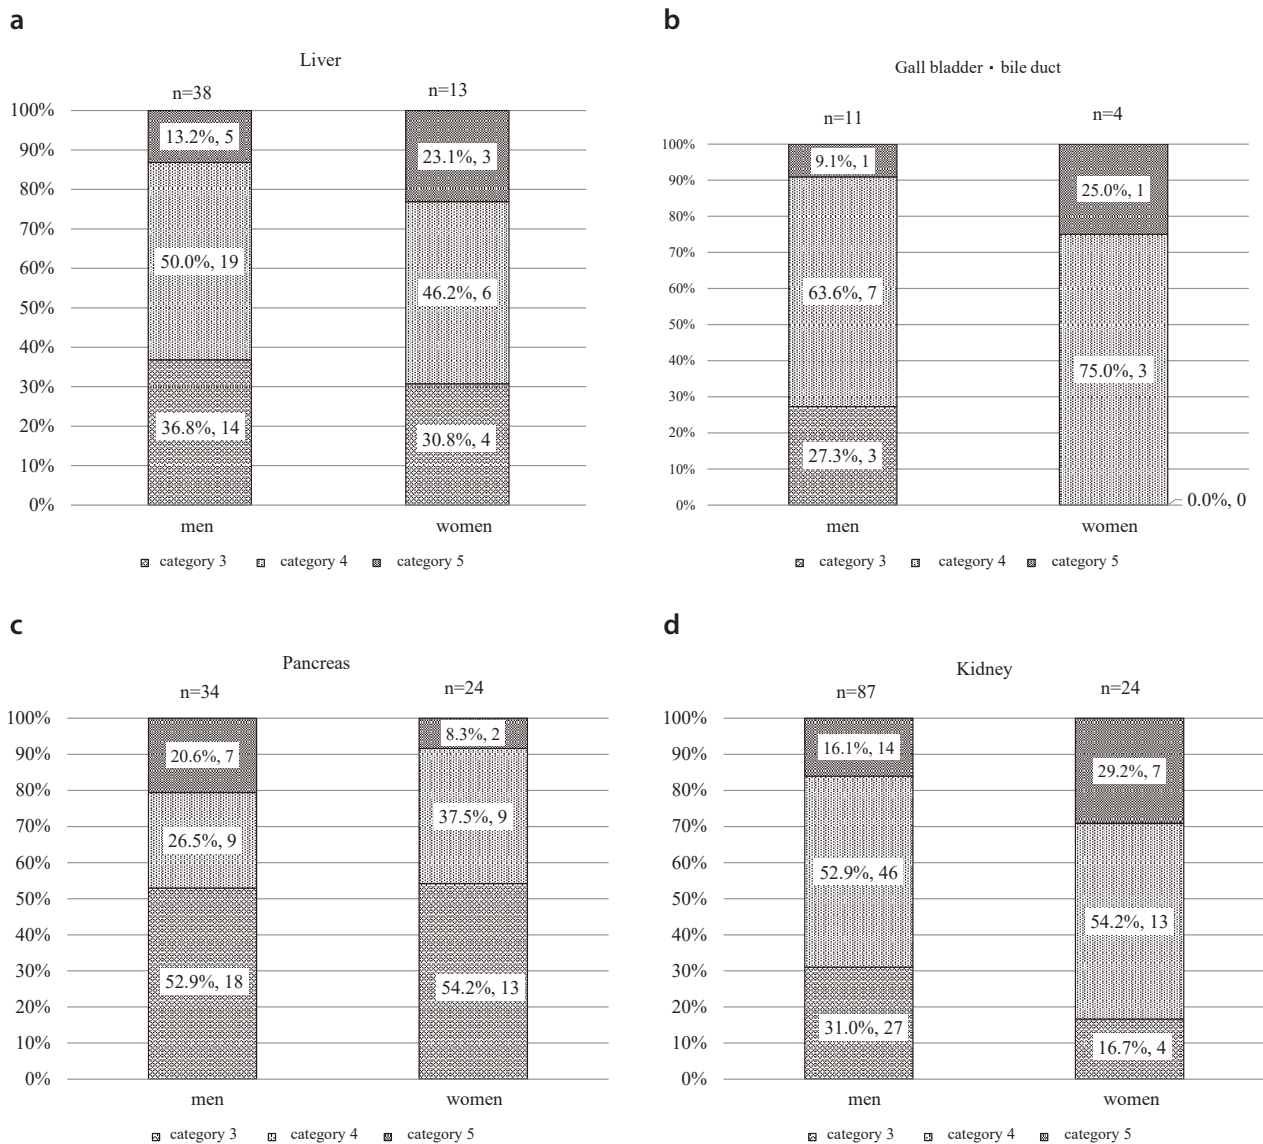 a
Liver
n=38
n=13
100%
90%
80%
70%
60%
50%
40%
30%
20%
10%
0%
13.2%, 5
50.0%, 19
36.8%, 14
23.1%, 3
46.2%, 6
30.8%, 4
men
women
category 3
category 4
category 5
b
Gall bladder・bile duct
n=11
n=4
100%
90%
80%
70%
60%
50%
40%
30%
20%
10%
0%
9.1%, 1
63.6%, 7
27.3%, 3
25.0%, 1
75.0%, 3
0.0%, 0
men
women
category 3
category 4
category 5
c
Pancreas
n=34
n=24
100%
90%
80%
70%
60%
50%
40%
30%
20%
10%
0%
20.6%, 7
26.5%, 9
52.9%, 18
8.3%, 2
37.5%, 9
54.2%, 13
men
women
category 3
category 4
category 5
d
Kidney
n=87
n=24
100%
90%
80%
70%
60%
50%
40%
30%
20%
10%
0%
16.1%, 14
52.9%, 46
31.0%, 27
29.2%, 7
54.2%, 13
16.7%, 4
men
women
category 3
category 4
category 5